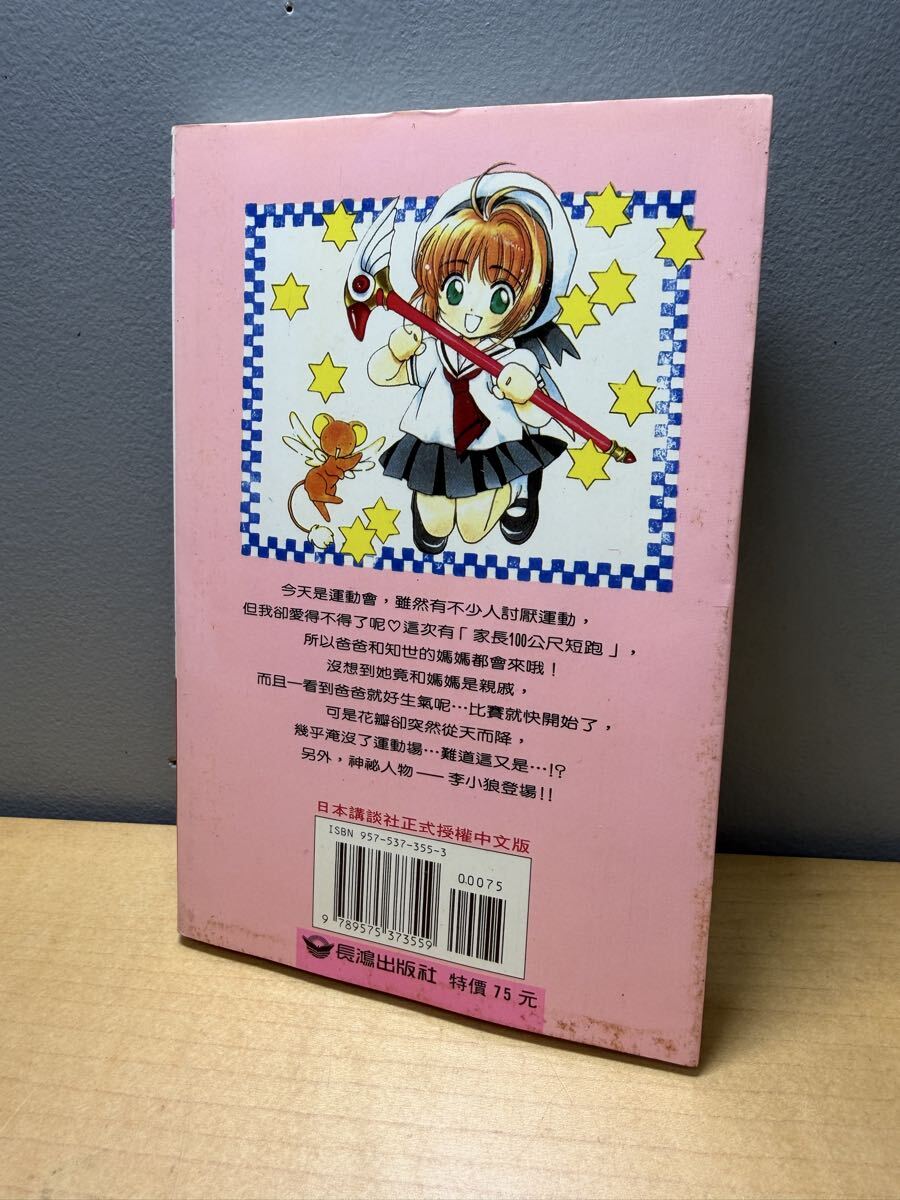 今天是運動會，雖然有不少人討厭運動，
但我卻愛得不得了呢♡這次有「家長100公尺短跑」，
所以爸爸和知世的媽媽都會來哦！
沒想到她竟和媽媽是親戚，
而且一看到爸爸就好生氣呢…比賽就快開始了，
可是花瓣卻突然從天而降，
幾乎淹沒了運動場…難道這又是…!?
另外，神祕人物──李小狼登場!!
日本講談社正式授權中文版
ISBN 957-537-355-3
00075
9 789575 373559
長鴻出版社 特價 75 元